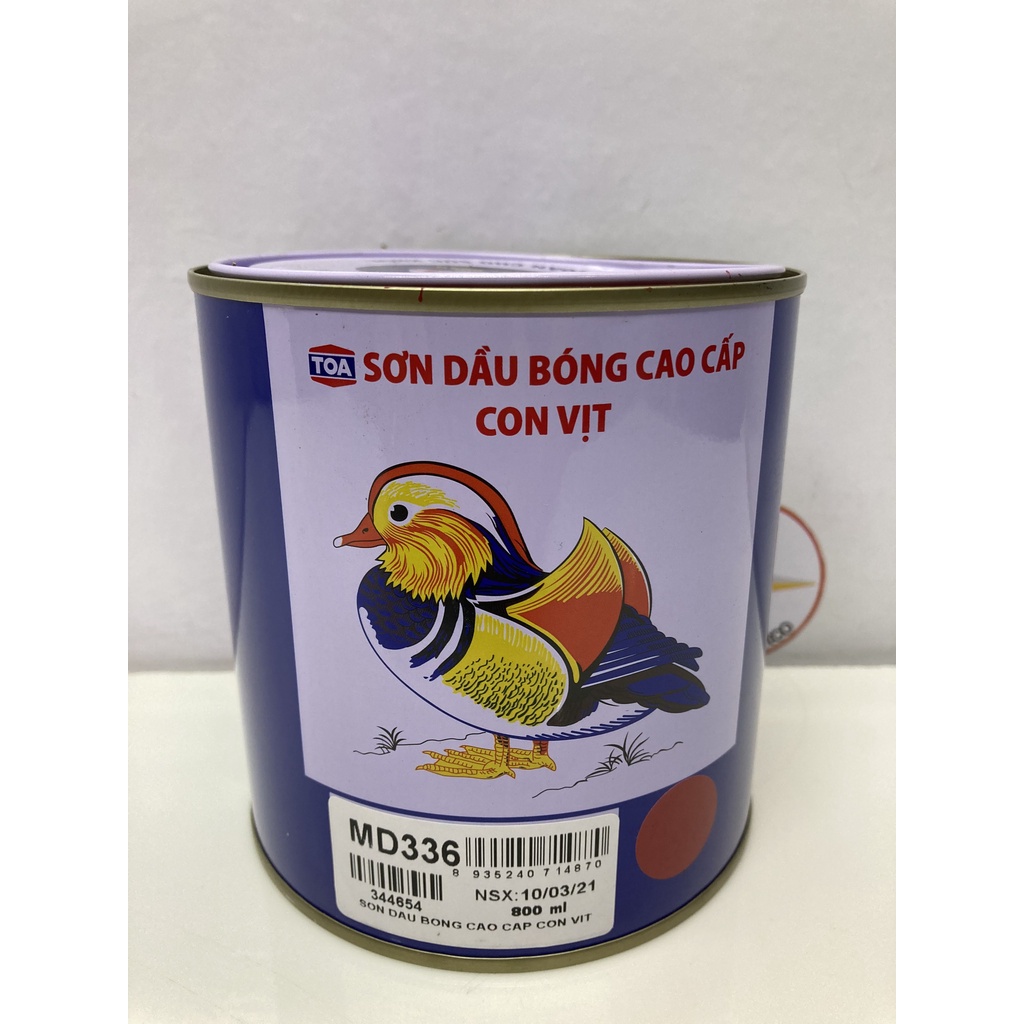 TOA SƠN DẦU BÓNG CAO CẤP
CON VỊT
MD336
8 935240 714870
344654
NSX: 10/03/21
800 ml
SON DAU BONG CAO CAP CON VIT